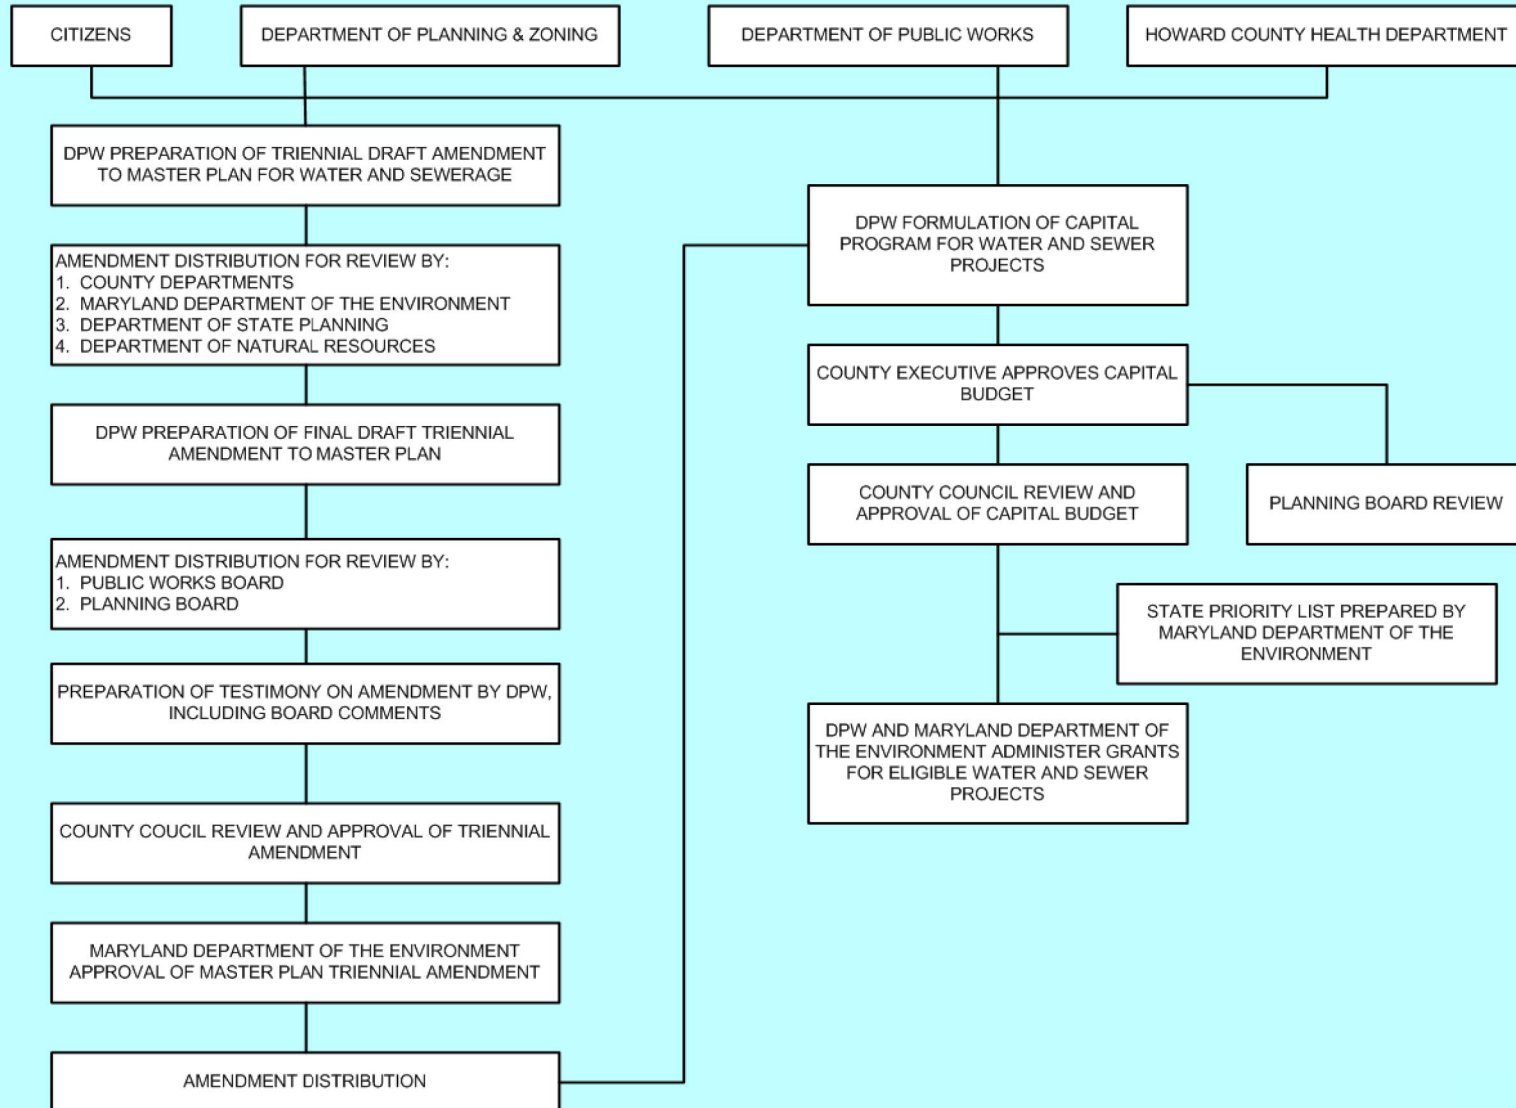 CITIZENS
DEPARTMENT OF PLANNING & ZONING
DEPARTMENT OF PUBLIC WORKS
HOWARD COUNTY HEALTH DEPARTMENT
DPW PREPARATION OF TRIENNIAL DRAFT AMENDMENT
TO MASTER PLAN FOR WATER AND SEWERAGE
AMENDMENT DISTRIBUTION FOR REVIEW BY:
1. COUNTY DEPARTMENTS
2. MARYLAND DEPARTMENT OF THE ENVIRONMENT
3. DEPARTMENT OF STATE PLANNING
4. DEPARTMENT OF NATURAL RESOURCES
DPW PREPARATION OF FINAL DRAFT TRIENNIAL
AMENDMENT TO MASTER PLAN
AMENDMENT DISTRIBUTION FOR REVIEW BY:
1. PUBLIC WORKS BOARD
2. PLANNING BOARD
PREPARATION OF TESTIMONY ON AMENDMENT BY DPW,
INCLUDING BOARD COMMENTS
COUNTY COUCIL REVIEW AND APPROVAL OF TRIENNIAL
AMENDMENT
MARYLAND DEPARTMENT OF THE ENVIRONMENT
APPROVAL OF MASTER PLAN TRIENNIAL AMENDMENT
AMENDMENT DISTRIBUTION
DPW FORMULATION OF CAPITAL
PROGRAM FOR WATER AND SEWER
PROJECTS
COUNTY EXECUTIVE APPROVES CAPITAL
BUDGET
COUNTY COUNCIL REVIEW AND
APPROVAL OF CAPITAL BUDGET
PLANNING BOARD REVIEW
STATE PRIORITY LIST PREPARED BY
MARYLAND DEPARTMENT OF THE
ENVIRONMENT
DPW AND MARYLAND DEPARTMENT OF
THE ENVIRONMENT ADMINISTER GRANTS
FOR ELIGIBLE WATER AND SEWER
PROJECTS